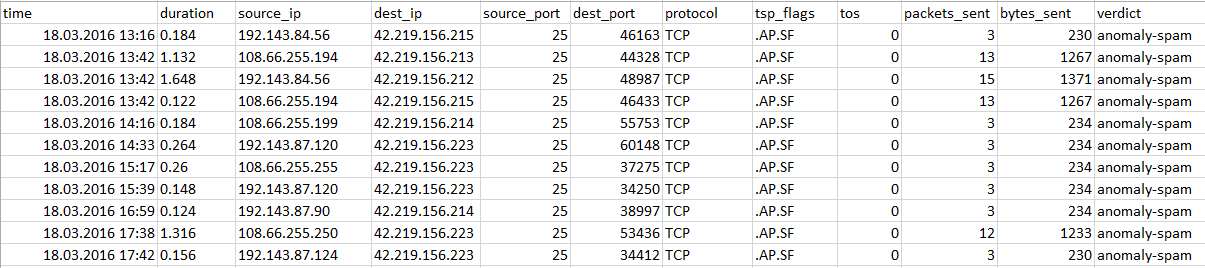 time duration source_ip dest_ip source_port dest_port protocol tsp_flags tos packets_sent bytes_sent verdict
18.03.2016 13:16 0.184 192.143.84.56 42.219.156.215 25 46163 TCP .AP.SF 0 3 230 anomaly-spam
18.03.2016 13:42 1.132 108.66.255.194 42.219.156.213 25 44328 TCP .AP.SF 0 13 1267 anomaly-spam
18.03.2016 13:42 1.648 192.143.84.56 42.219.156.212 25 48987 TCP .AP.SF 0 15 1371 anomaly-spam
18.03.2016 13:42 0.122 108.66.255.194 42.219.156.215 25 46433 TCP .AP.SF 0 13 1267 anomaly-spam
18.03.2016 14:16 0.184 108.66.255.199 42.219.156.214 25 55753 TCP .AP.SF 0 3 234 anomaly-spam
18.03.2016 14:33 0.264 192.143.87.120 42.219.156.223 25 60148 TCP .AP.SF 0 3 234 anomaly-spam
18.03.2016 15:17 0.26 108.66.255.255 42.219.156.223 25 37275 TCP .AP.SF 0 3 234 anomaly-spam
18.03.2016 15:39 0.148 192.143.87.120 42.219.156.223 25 34250 TCP .AP.SF 0 3 234 anomaly-spam
18.03.2016 16:59 0.124 192.143.87.90 42.219.156.214 25 38997 TCP .AP.SF 0 3 234 anomaly-spam
18.03.2016 17:38 1.316 108.66.255.250 42.219.156.223 25 53436 TCP .AP.SF 0 12 1233 anomaly-spam
18.03.2016 17:42 0.156 192.143.87.124 42.219.156.223 25 34412 TCP .AP.SF 0 3 230 anomaly-spam